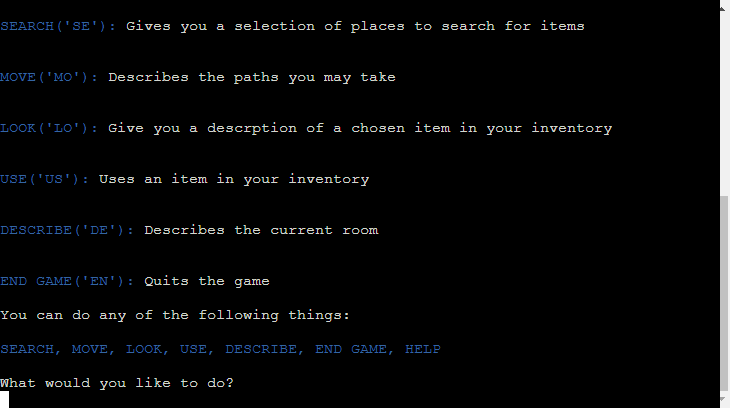 SEARCH('SE'): Gives you a selection of places to search for items
MOVE('MO'): Describes the paths you may take
LOOK('LO'): Give you a descrption of a chosen item in your inventory
USE('US'): Uses an item in your inventory
DESCRIBE('DE'): Describes the current room
END GAME('EN'): Quits the game
You can do any of the following things:
SEARCH, MOVE, LOOK, USE, DESCRIBE, END GAME, HELP
What would you like to do?